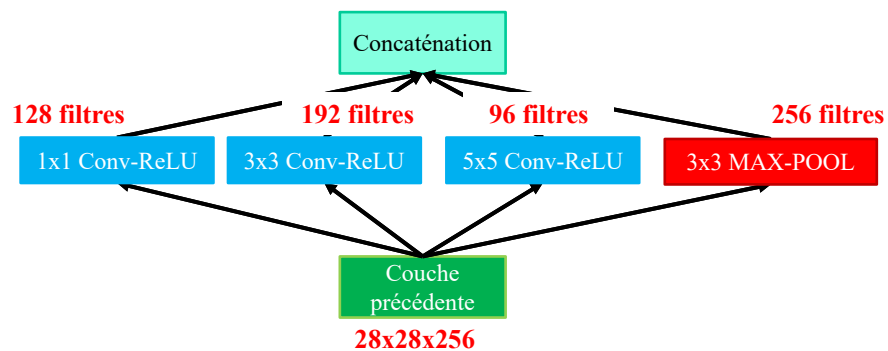 Concaténation
128 filtres
192 filtres
96 filtres
256 filtres
1x1 Conv-ReLU
3x3 Conv-ReLU
5x5 Conv-ReLU
3x3 MAX-POOL
Couche
précédente
28x28x256